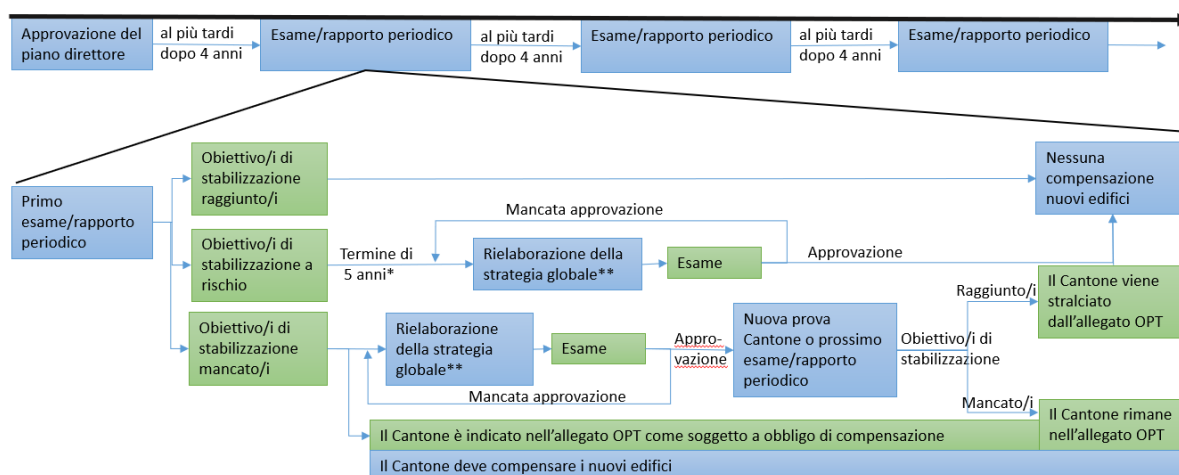 Approvazione del
piano direttore
al più tardi
dopo 4 anni
Esame/rapporto periodico
al più tardi
dopo 4 anni
Esame/rapporto periodico
al più tardi
dopo 4 anni
Esame/rapporto periodico
Primo
esame/rapporto
periodico
Obiettivo/i di
stabilizzazione
raggiunto/i
Nessuna
compensazione
nuovi edifici
Obiettivo/i di
stabilizzazione a
rischio
Termine di
5 anni*
Mancata approvazione
Rielaborazione della
strategia globale**
Esame
Approvazione
Obiettivo/i di
stabilizzazione
mancato/i
Rielaborazione
della strategia
globale**
Esame
Mancata approvazione
Appro-
vazione
Nuova prova
Cantone o prossimo
esame/rapporto
periodico
Obiettivo/i di
stabilizzazione
Raggiunto/i
Il Cantone viene
stralciato
dall'allegato OPT
Mancato/i
Il Cantone rimane
nell'allegato OPT
Il Cantone è indicato nell'allegato OPT come soggetto a obbligo di compensazione
Il Cantone deve compensare i nuovi edifici